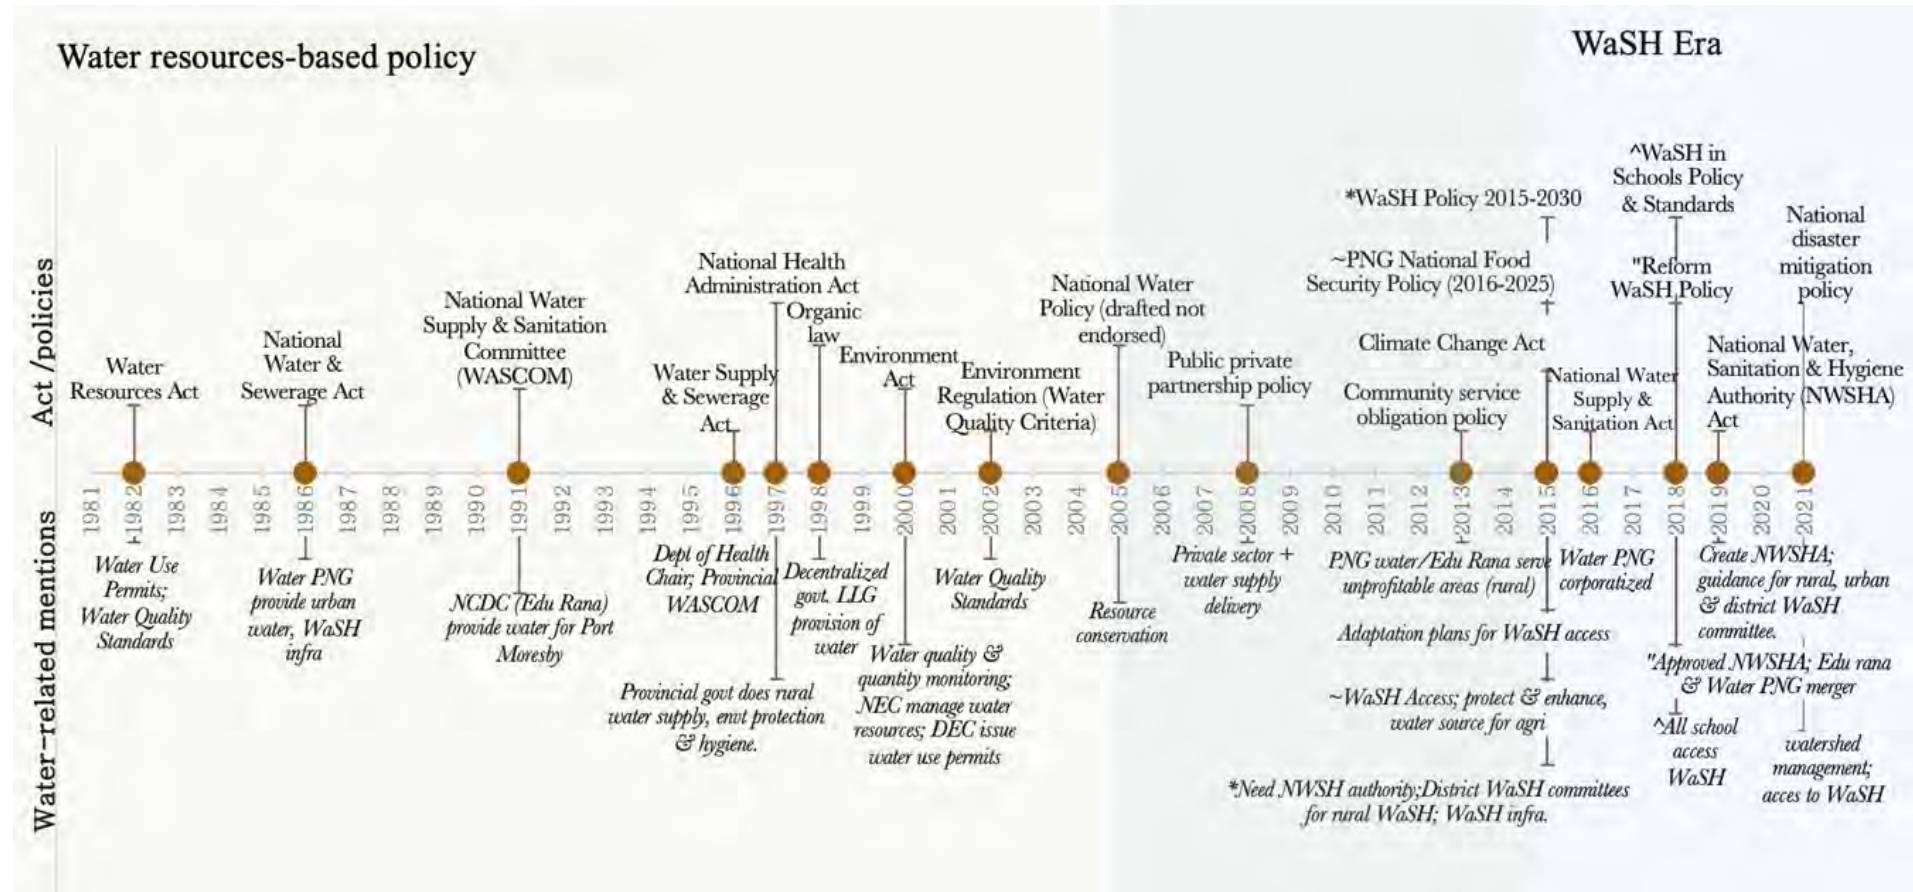 Water resources-based policy
WaSH Era
Act /policies
Water
Resources Act
National
Water &
Sewerage Act
National Water
Supply & Sanitation
Committee
(WASCOM)
Water Supply
& Sewerage
Act
National Health
Administration Act
Organic
law
Environment
Act
Environment
Regulation (Water
Quality Criteria)
National Water
Policy (drafted not
endorsed)
Public private
partnership policy
*WaSH Policy 2015-2030
~PNG National Food
Security Policy (2016-2025)
Climate Change Act
Community service
obligation policy
National Water
Supply &
Sanitation Act
^WaSH in
Schools Policy
& Standards
"Reform
WaSH Policy
National Water,
Sanitation & Hygiene
Authority (NWSHA)
Act
National
disaster
mitigation
policy
1981
1982
1983
1984
1985
1986
1987
1988
1989
1990
1991
1992
1993
1994
1995
1996
1997
1998
1999
2000
2001
2002
2003
2004
2005
2006
2007
2008
2009
2010
2011
2012
2013
2014
2015
2016
2017
2018
2019
2020
2021
Water-related mentions
Water Use
Permits;
Water Quality
Standards
Water PNG
provide urban
water, WaSH
infra
NCDC (Edu Rana)
provide water for Port
Moresby
Dept of Health
Chair; Provincial
WASCOM
Provincial govt does rural
water supply, envt protection
& hygiene.
Decentralized
govt. LLG
provision of
water
Water quality &
quantity monitoring;
NEC manage water
resources; DEC issue
water use permits
Water Quality
Standards
Resource
conservation
Private sector +
water supply
delivery
PNG water/Edu Rana serve
unprofitable areas (rural)
Adaptation plans for WaSH access
~WaSH Access; protect & enhance,
water source for agri
*Need NWSH authority;District WaSH committees
for rural WaSH; WaSH infra.
Water PNG
corporatized
Create NWSHA;
guidance for rural, urban
& district WaSH
committee.
"Approved NWSHA; Edu rana
& Water PNG merger
^All school
access
WaSH
watershed
management;
acces to WaSH